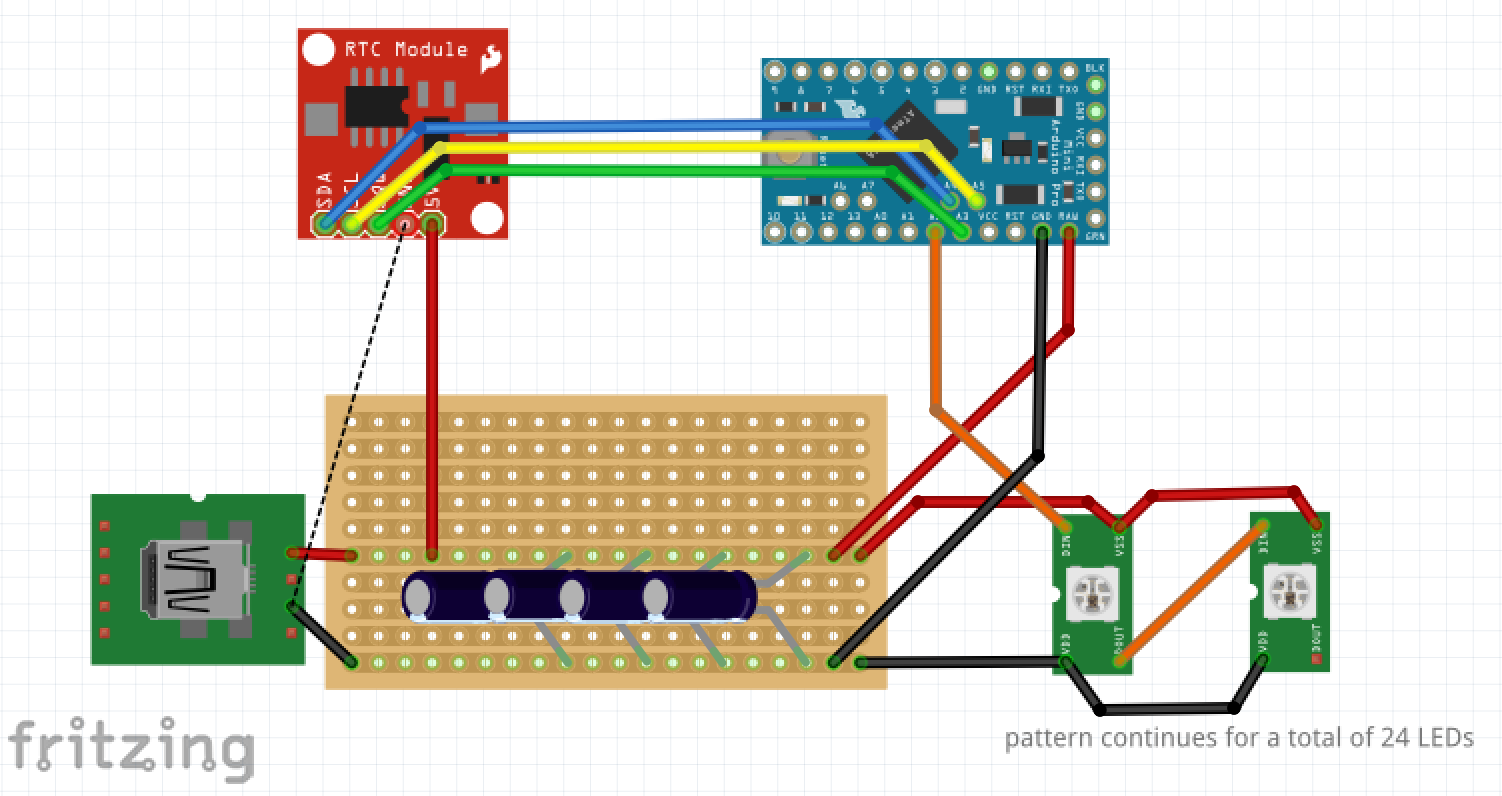 RTC Module
SDA
5V
9 8 7 6 5 4 3 2 GND RST RXI TXO
BLK
GND
VCC
RXI
TXO
GRN
Arduino
Mini
Pro
A6 A7 A4 A5
10 11 12 13 A0 A1 A2 A3 VCC RST GND RAW
DIN VSS
VDD DOUT
DIN VSS
VDD DOUT
pattern continues for a total of 24 LEDs
fritzing